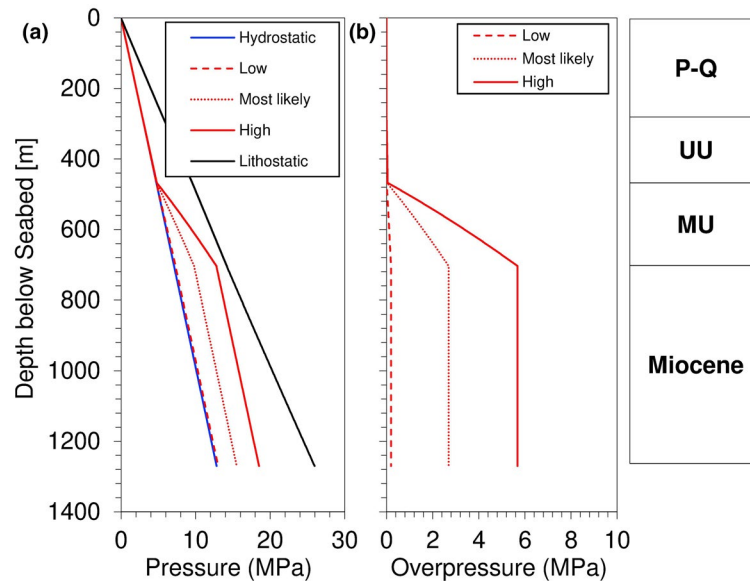 (a)
Hydrostatic
Low
Most likely
High
Lithostatic
0
200
400
600
800
1000
1200
1400
Depth below Seabed [m]
0 10 20 30
Pressure (MPa)
(b)
Low
Most likely
High
0 2 4 6 8 10
Overpressure (MPa)
P-Q
UU
MU
Miocene